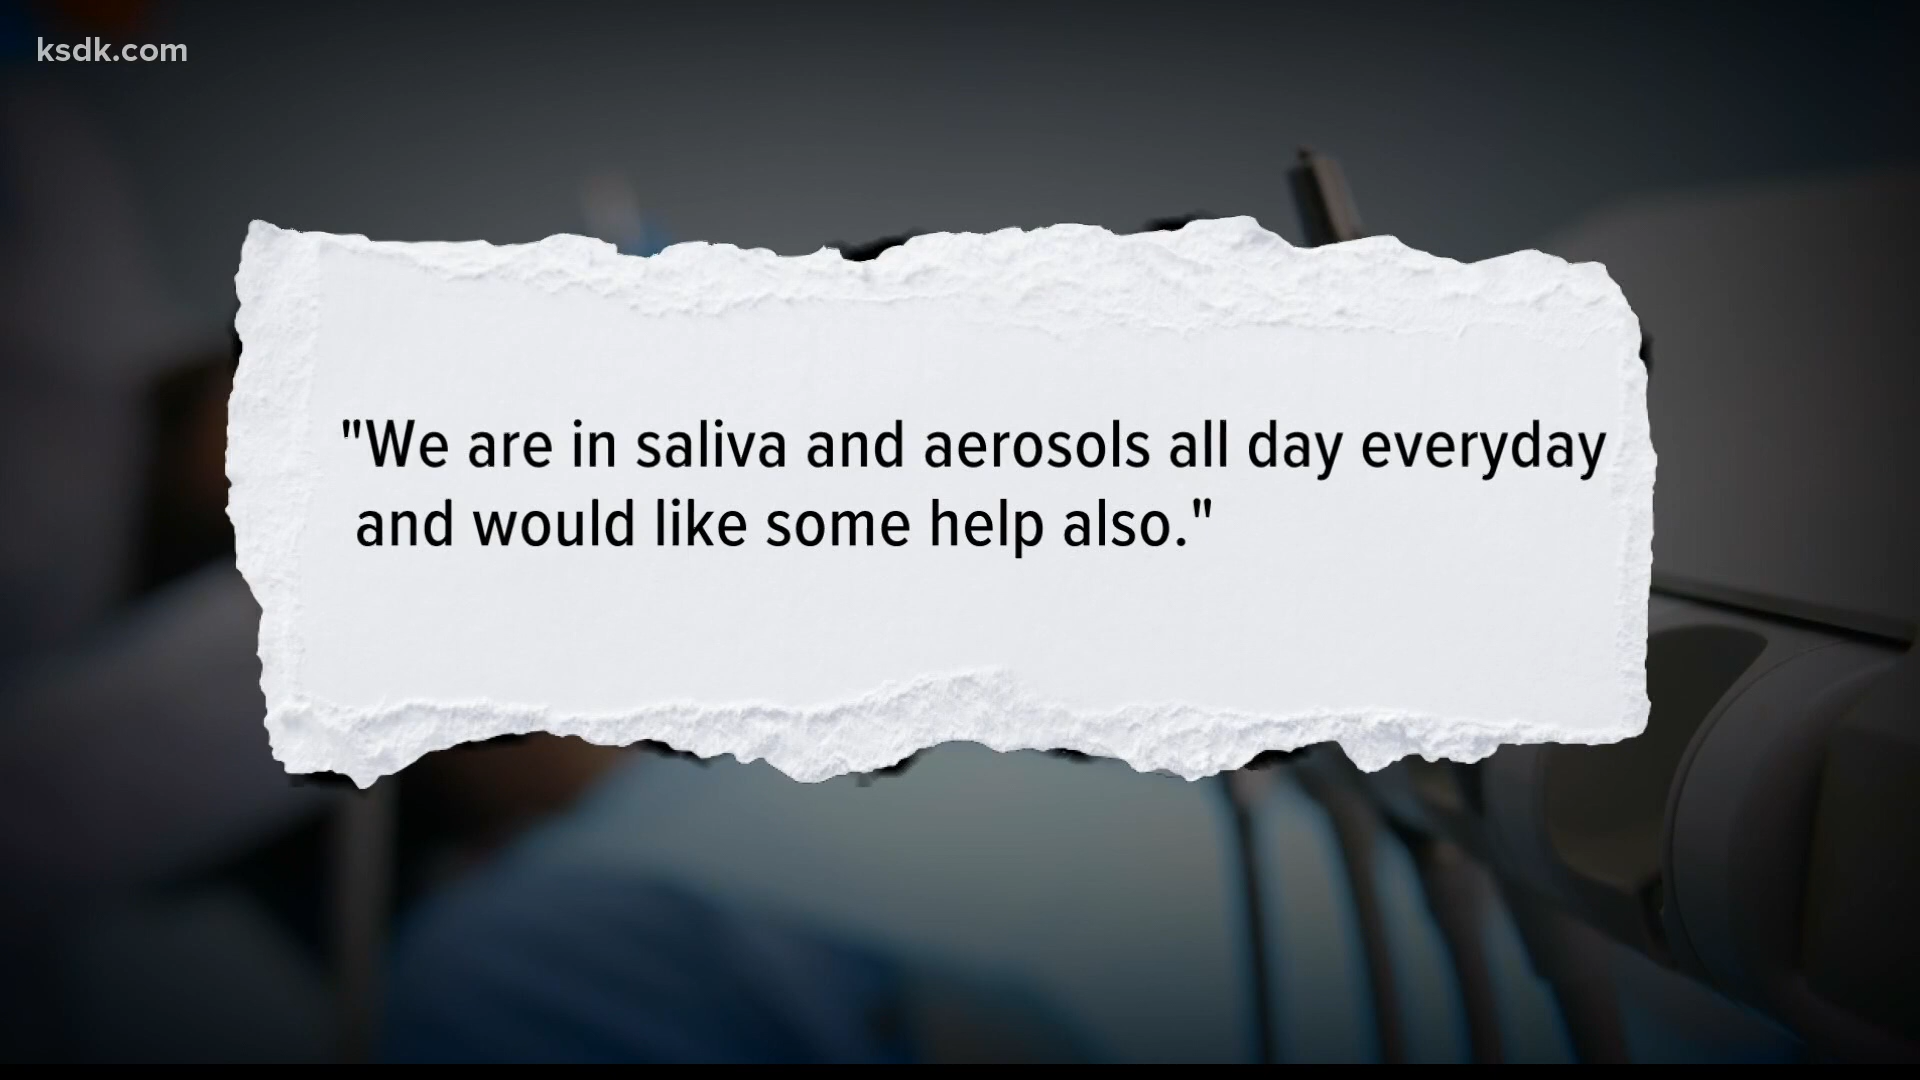 ksdk.com
"We are in saliva and aerosols all day everyday
and would like some help also."